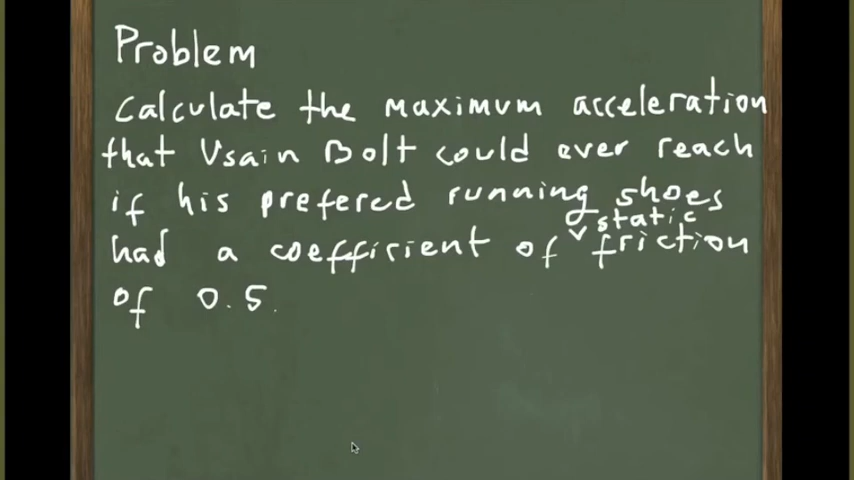 Problem
Calculate the maximum acceleration
that Usain Bolt could ever reach
if his prefered running shoes
static
had a coefficient of friction
of 0.5.